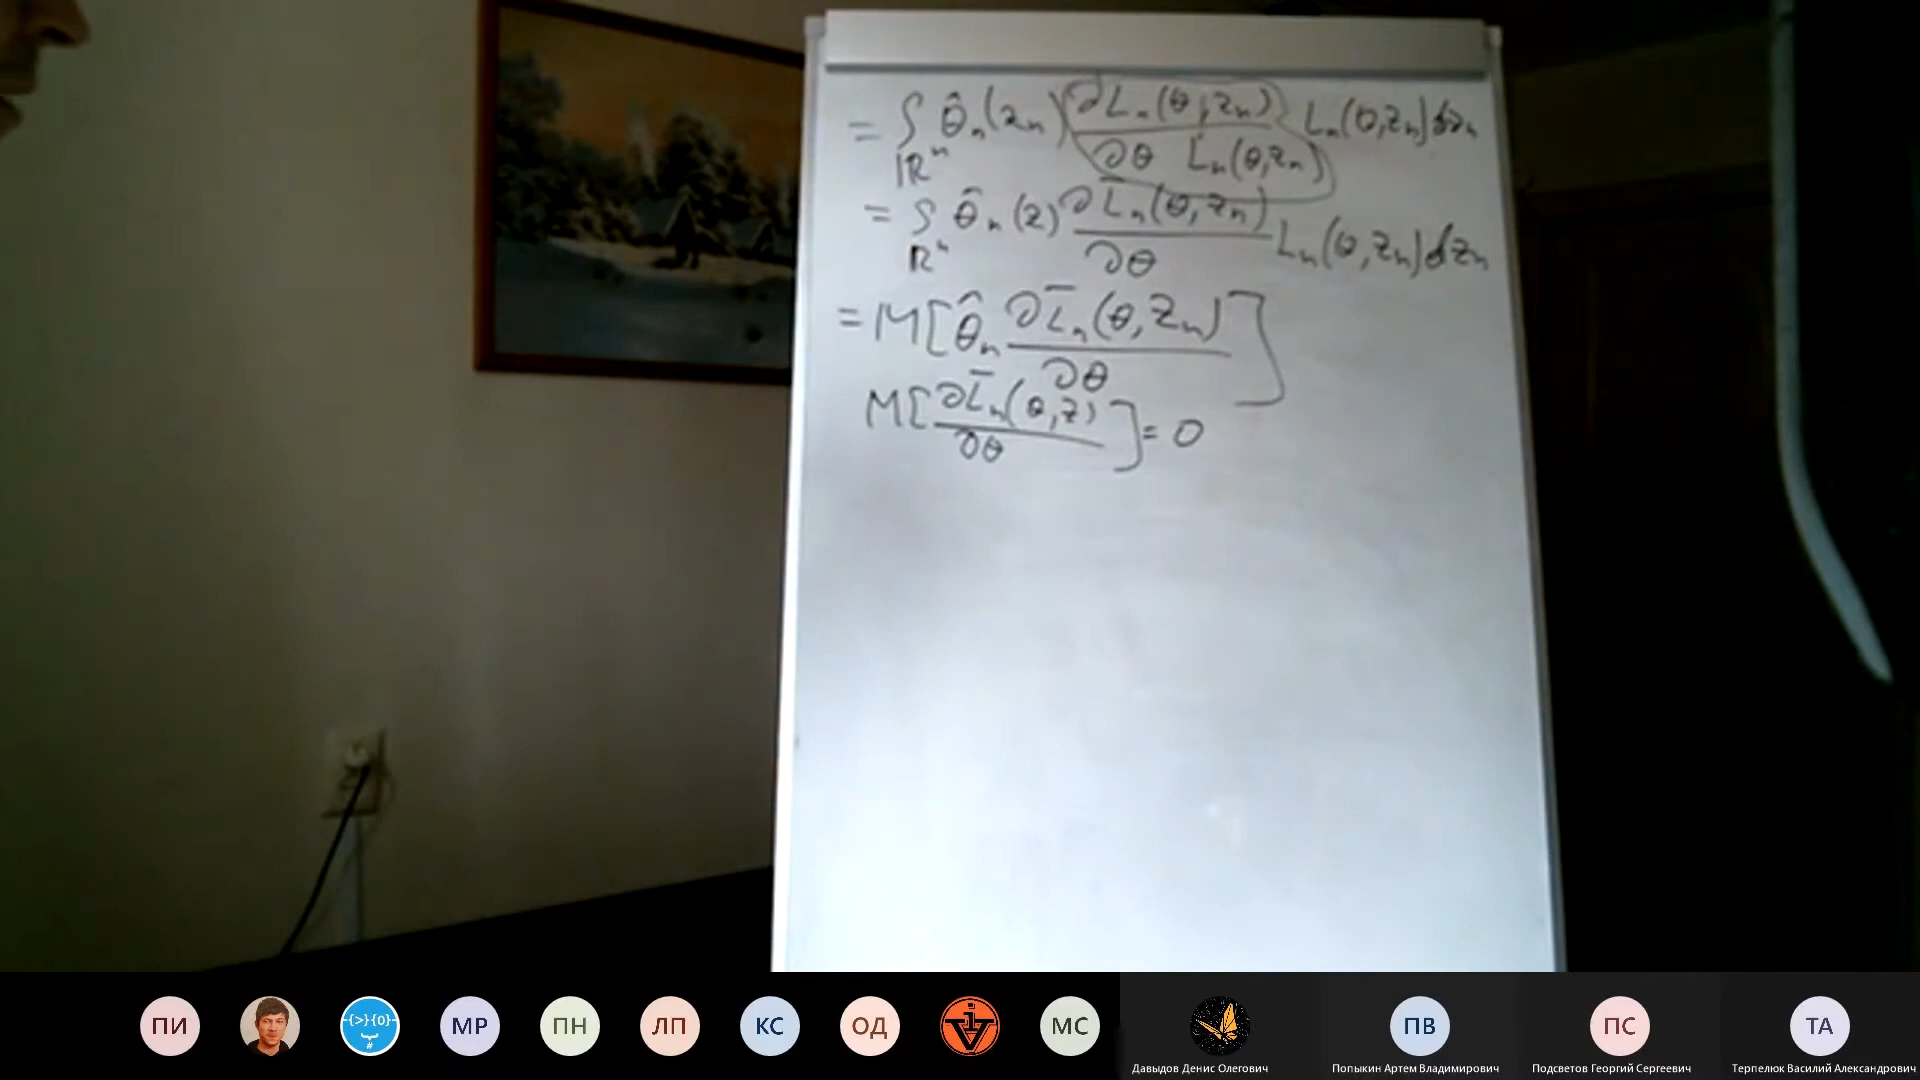 = ∫ θ̂ₙ(zₙ) ∂Lₙ(θ, zₙ) Lₙ(θ, zₙ) dzₙ
ℝⁿ ∂θ Lₙ(θ, zₙ)
= ∫ θ̂ₙ(z) ∂L̄ₙ(θ, zₙ) Lₙ(θ, zₙ) dzₙ
ℝⁿ ∂θ
= M[θ̂ₙ ∂L̄ₙ(θ, Zₙ) ]
∂θ
M[∂L̄ₙ(θ, z) ] = 0
∂θ
ПИ {>}{0} # МР ПН ЛП КС ОД МС ПВ ПС ТА
Давыдов Денис Олегович Попыкин Артем Владимирович Подсветов Георгий Сергеевич Терпелюк Василий Александрович